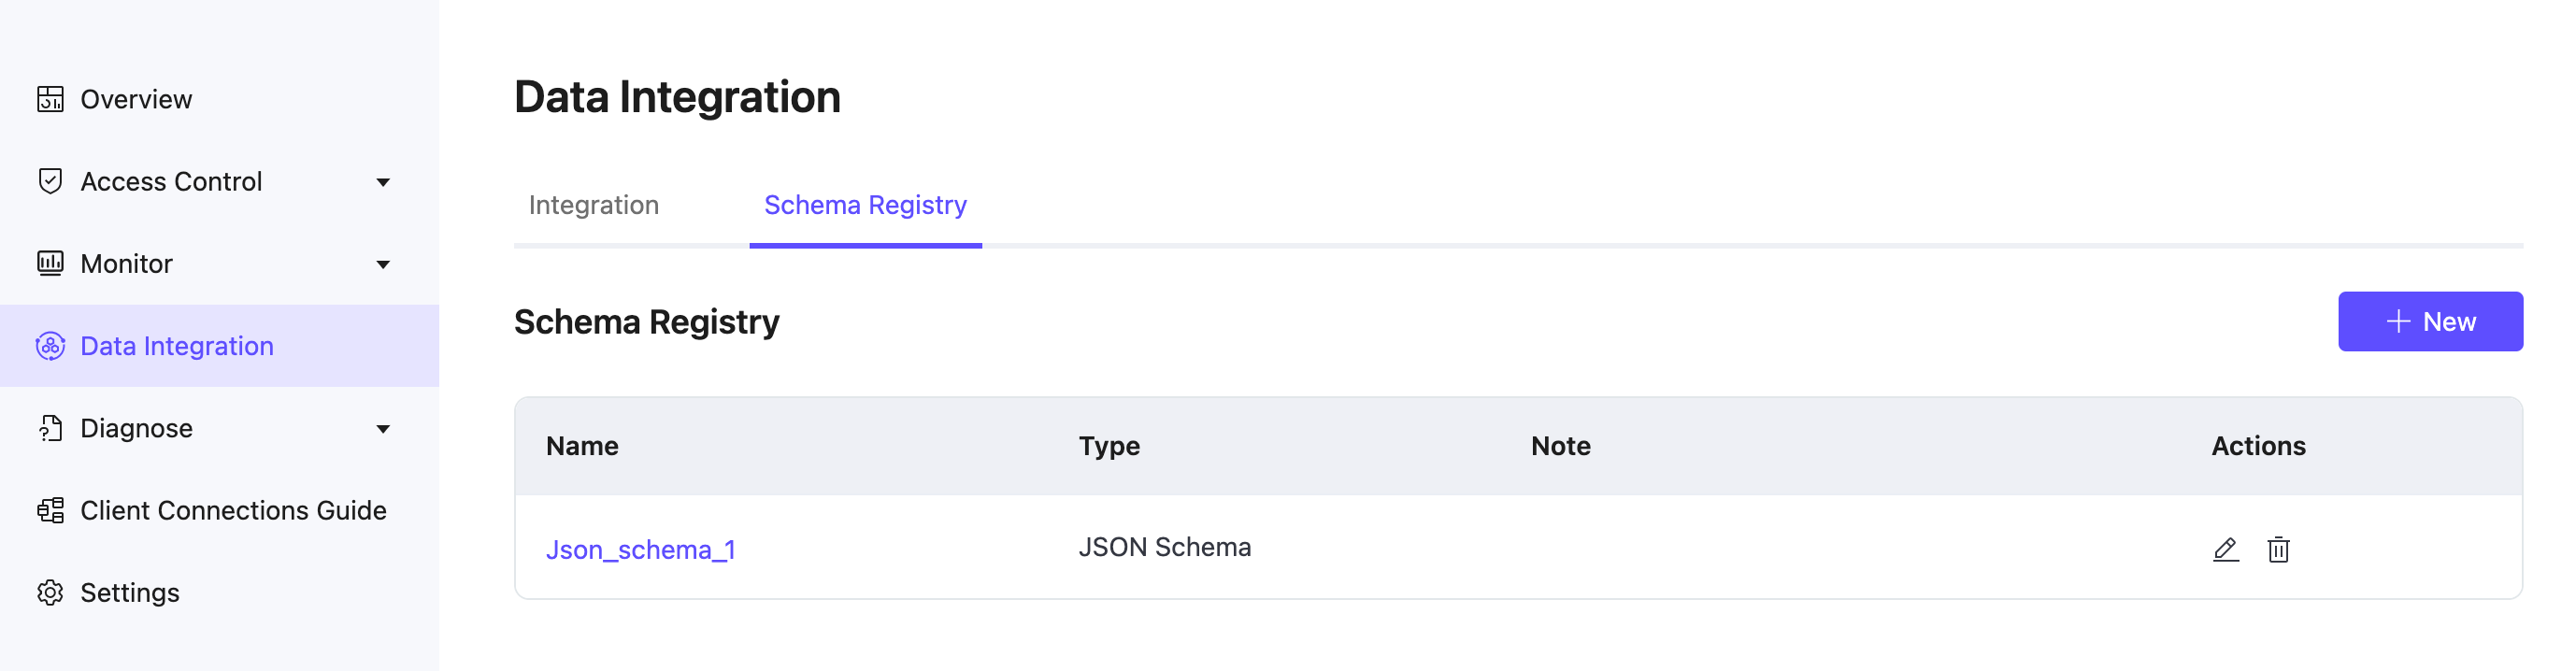 Overview
Access Control
Monitor
Data Integration
Diagnose
Client Connections Guide
Settings
Data Integration
Integration Schema Registry
Schema Registry
New
Name Type Note Actions
Json_schema_1 JSON Schema